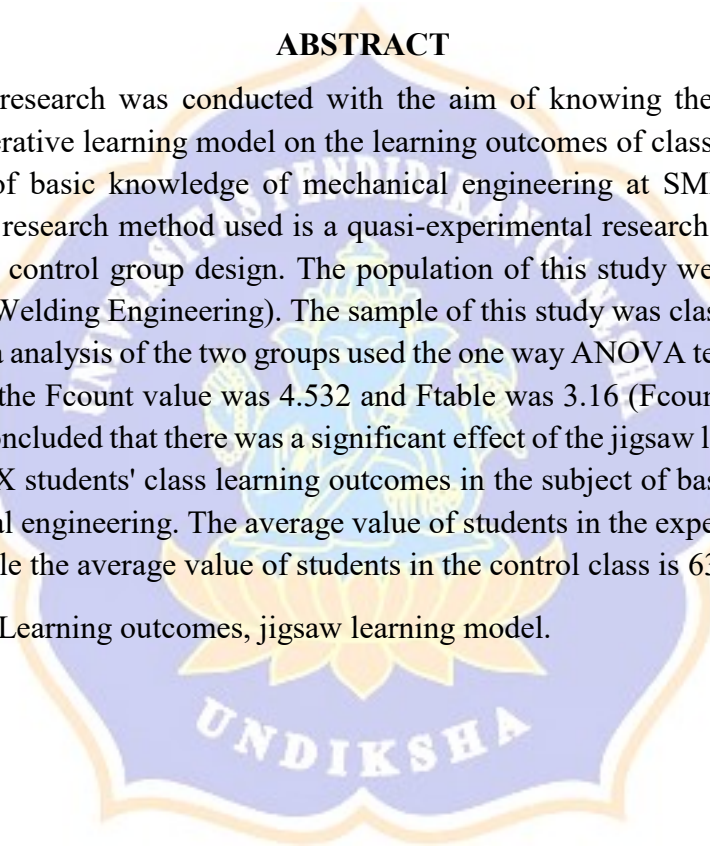 ABSTRACT
research was conducted with the aim of knowing the
erative learning model on the learning outcomes of class
of basic knowledge of mechanical engineering at SM
research method used is a quasi-experimental research
control group design. The population of this study we
Welding Engineering). The sample of this study was clas
a analysis of the two groups used the one way ANOVA te
the Fcount value was 4.532 and Ftable was 3.16 (Fcoun
oncluded that there was a significant effect of the jigsaw l
X students' class learning outcomes in the subject of bas
al engineering. The average value of students in the expe
le the average value of students in the control class is 63
Learning outcomes, jigsaw learning model.
UNIVERSITAS PENDIDIKAN GANESHA
UNDIKSHA